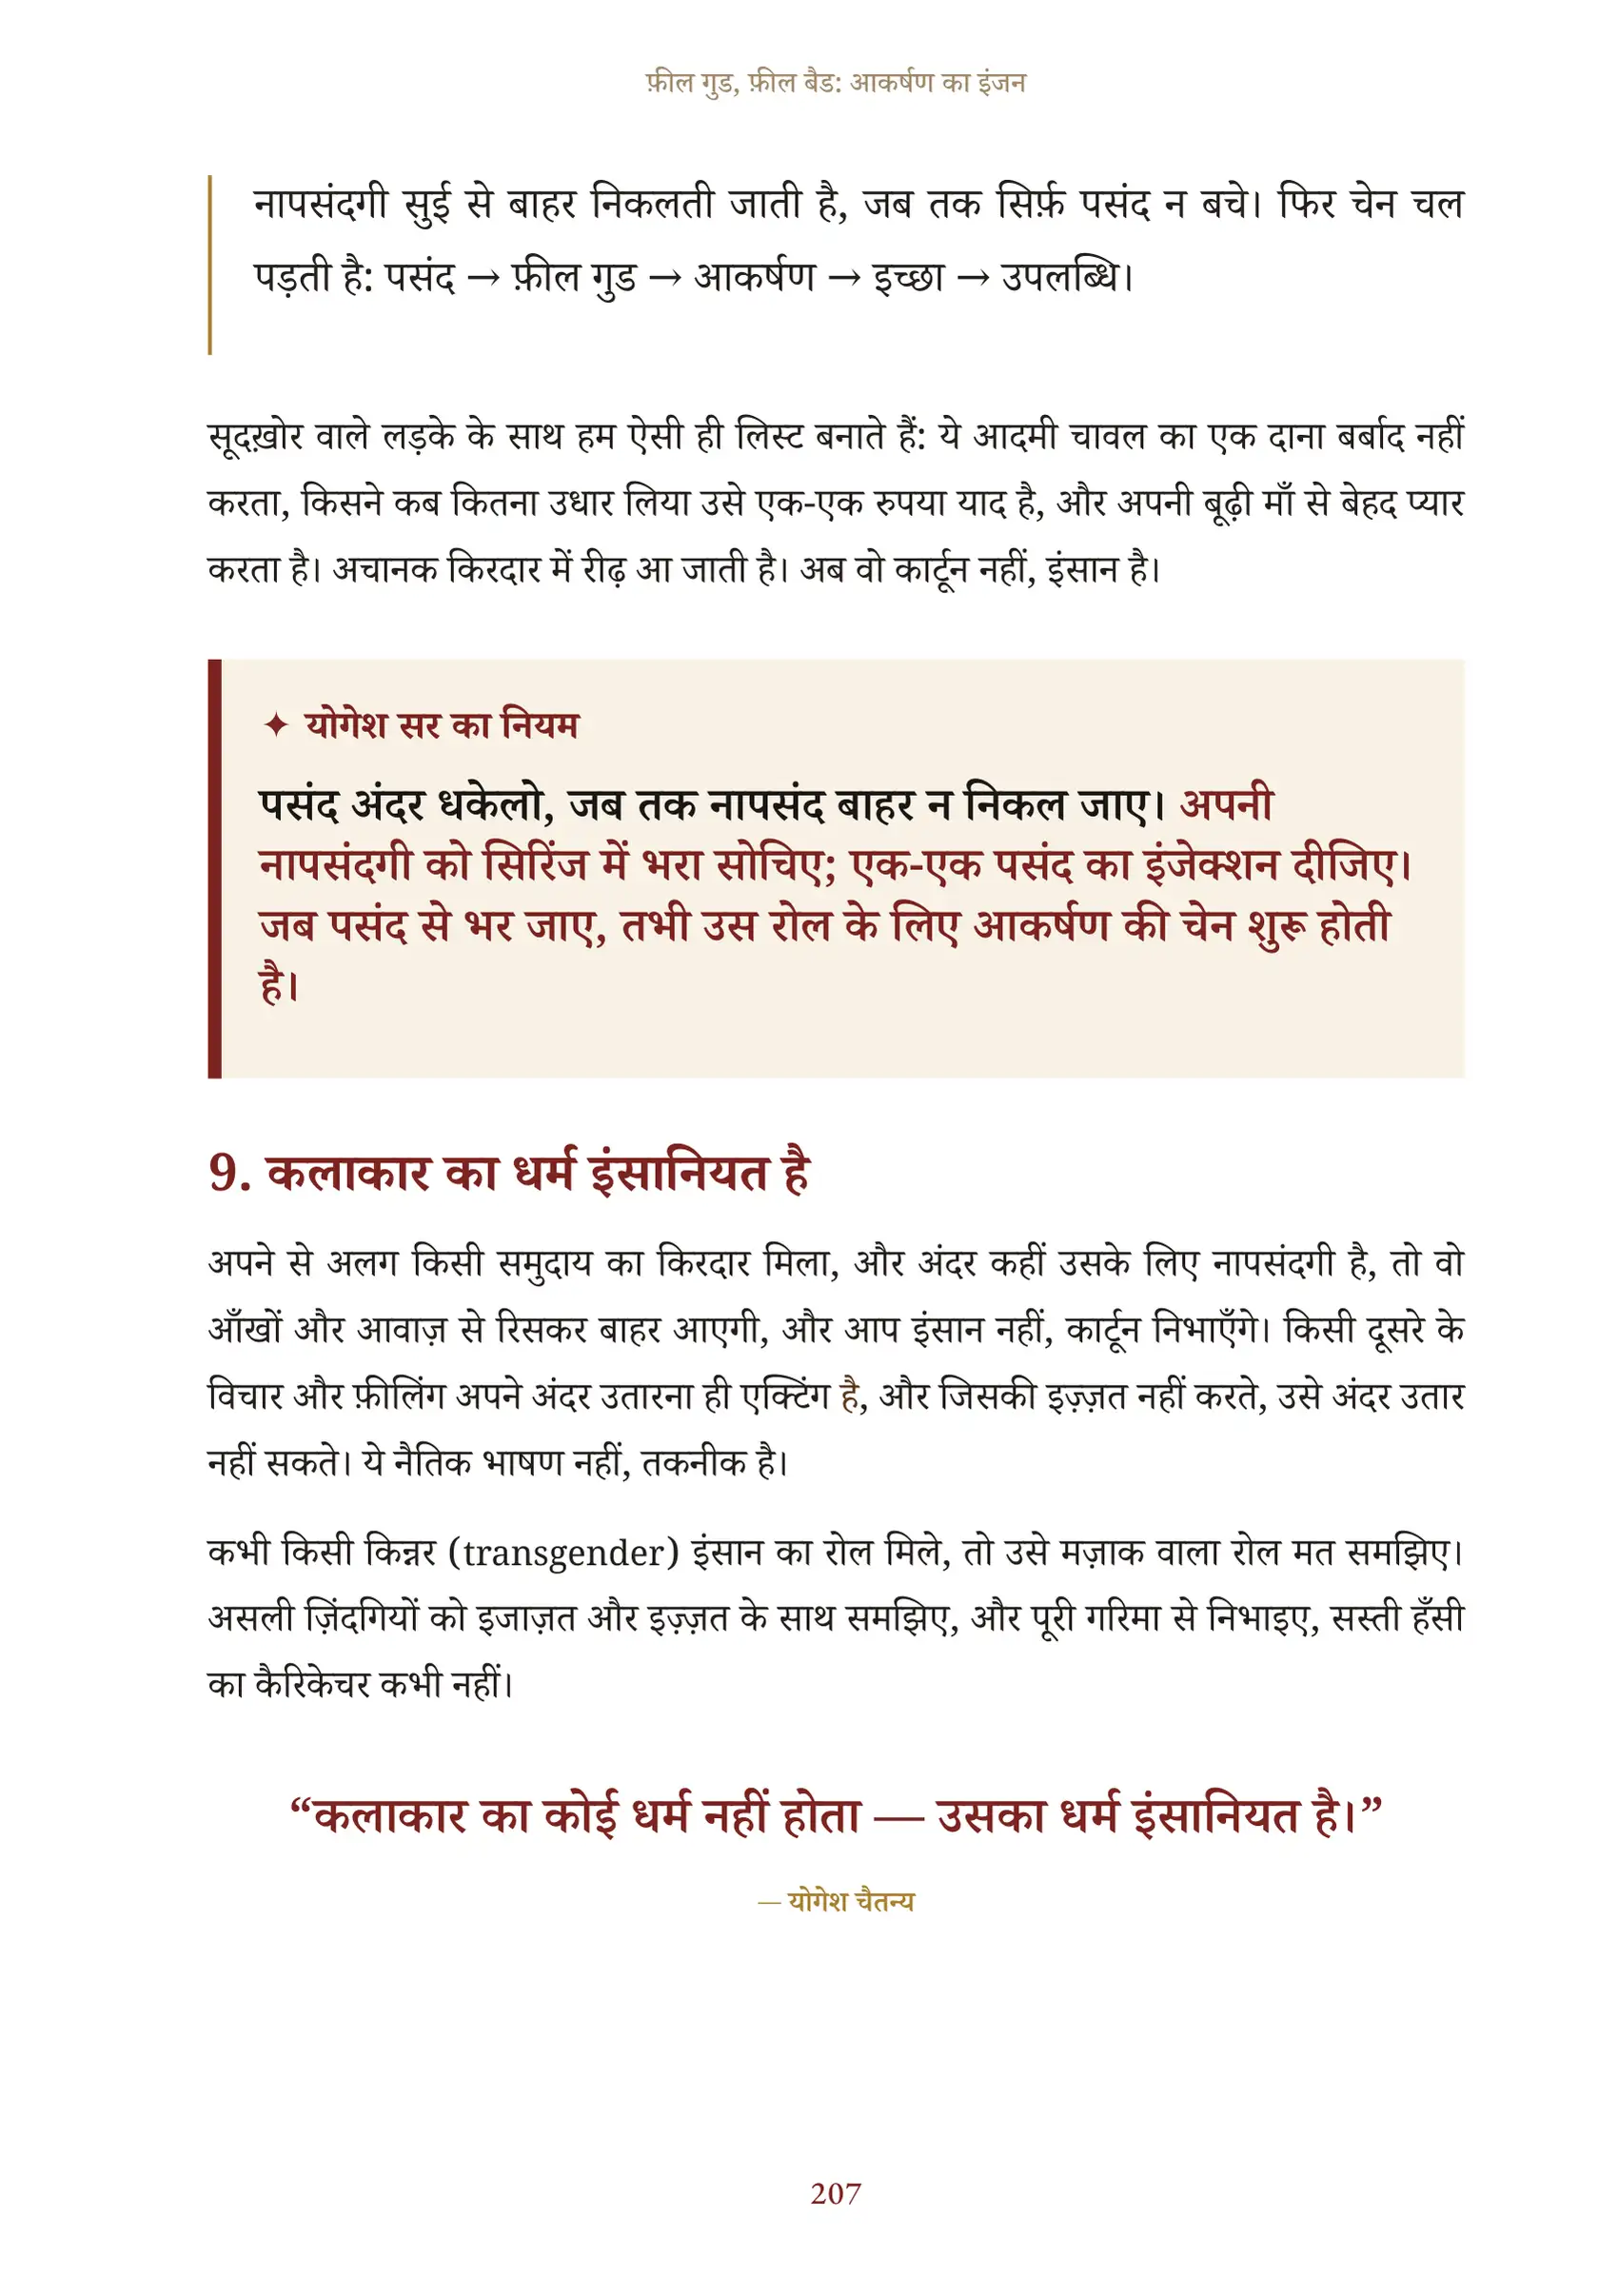 फ़ील गुड, फ़ील बैड: आकर्षण का इंजन
नापसंदगी सुई से बाहर निकलती जाती है, जब तक सिर्फ़ पसंद न बचे। फिर चेन चल
पड़ती है: पसंद → फ़ील गुड → आकर्षण → इच्छा → उपलब्धि।
सूदख़ोर वाले लड़के के साथ हम ऐसी ही लिस्ट बनाते हैं: ये आदमी चावल का एक दाना बर्बाद नहीं
करता, किसने कब कितना उधार लिया उसे एक-एक रुपया याद है, और अपनी बूढ़ी माँ से बेहद प्यार
करता है। अचानक किरदार में रीढ़ आ जाती है। अब वो कार्टून नहीं, इंसान है।
✦ योगेश सर का नियम
पसंद अंदर धकेलो, जब तक नापसंद बाहर न निकल जाए। अपनी
नापसंदगी को सिरिंज में भरा सोचिए; एक-एक पसंद का इंजेक्शन दीजिए।
जब पसंद से भर जाए, तभी उस रोल के लिए आकर्षण की चेन शुरू होती
है।
9. कलाकार का धर्म इंसानियत है
अपने से अलग किसी समुदाय का किरदार मिला, और अंदर कहीं उसके लिए नापसंदगी है, तो वो
आँखों और आवाज़ से रिसकर बाहर आएगी, और आप इंसान नहीं, कार्टून निभाएँगे। किसी दूसरे के
विचार और फ़ीलिंग अपने अंदर उतारना ही एक्टिंग है, और जिसकी इज़्ज़त नहीं करते, उसे अंदर उतार
नहीं सकते। ये नैतिक भाषण नहीं, तकनीक है।
कभी किसी किन्नर (transgender) इंसान का रोल मिले, तो उसे मज़ाक वाला रोल मत समझिए।
असली ज़िंदगियों को इजाज़त और इज़्ज़त के साथ समझिए, और पूरी गरिमा से निभाइए, सस्ती हँसी
का कैरिकेचर कभी नहीं।
“कलाकार का कोई धर्म नहीं होता — उसका धर्म इंसानियत है।”
— योगेश चैतन्य
207